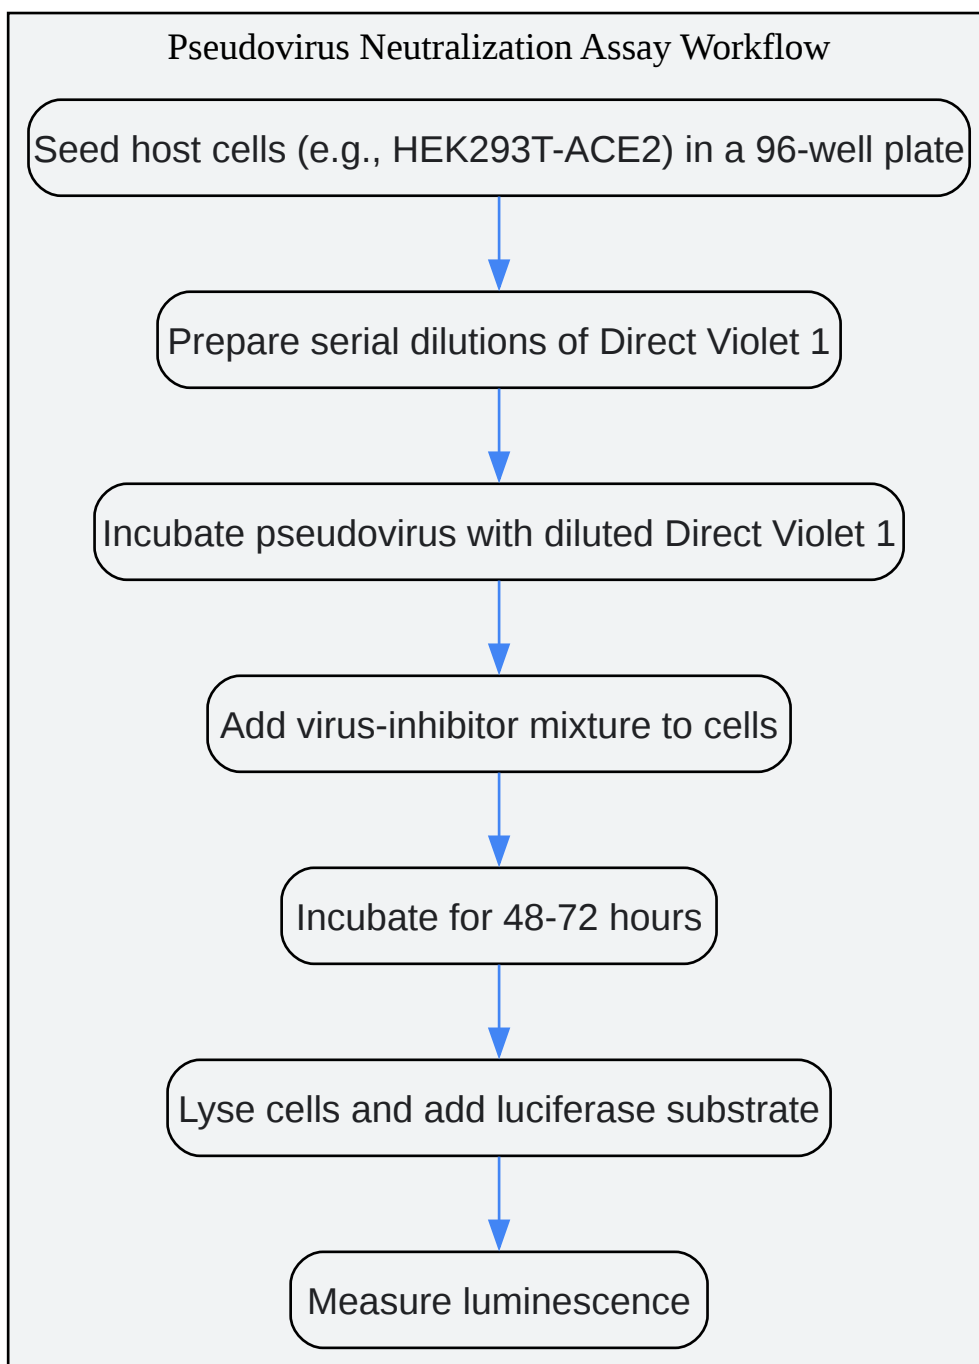 Pseudovirus Neutralization Assay Workflow
Seed host cells (e.g., HEK293T-ACE2) in a 96-well plate
Prepare serial dilutions of Direct Violet 1
Incubate pseudovirus with diluted Direct Violet 1
Add virus-inhibitor mixture to cells
Incubate for 48-72 hours
Lyse cells and add luciferase substrate
Measure luminescence